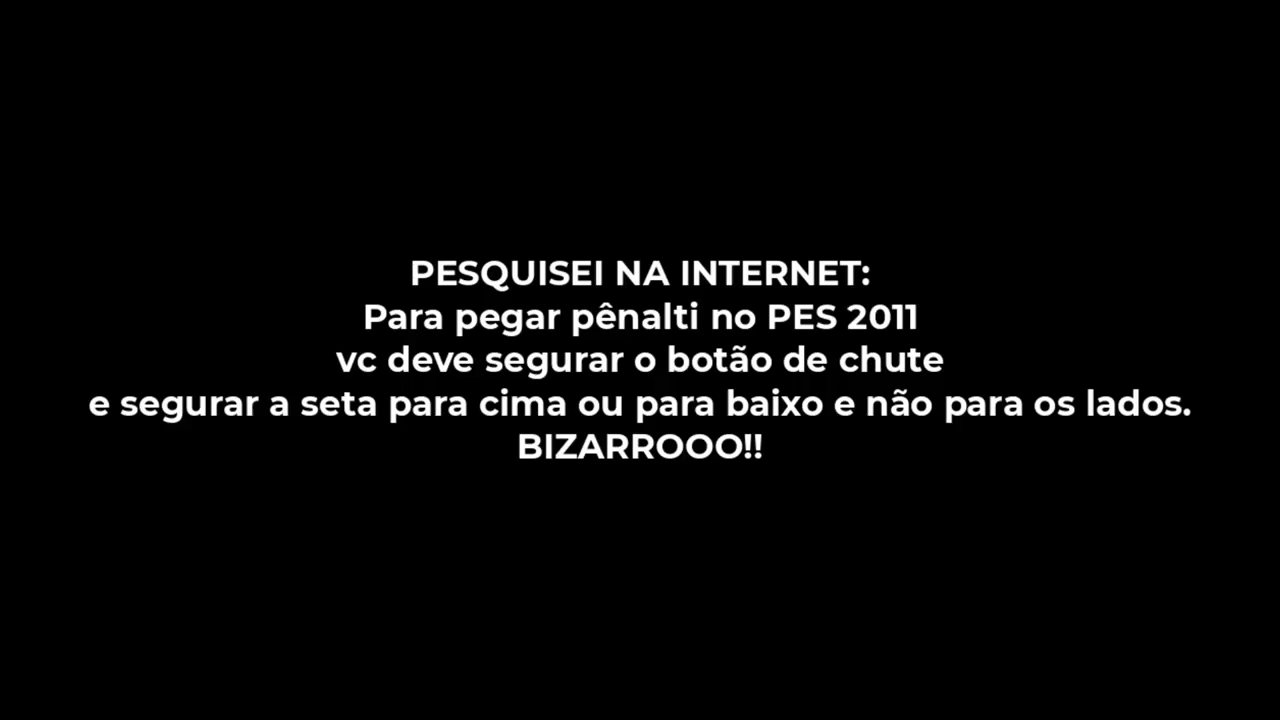 PESQUISEI NA INTERNET:
Para pegar pênalti no PES 2011
vc deve segurar o botão de chute
e segurar a seta para cima ou para baixo e não para os lados.
BIZARROOO!!